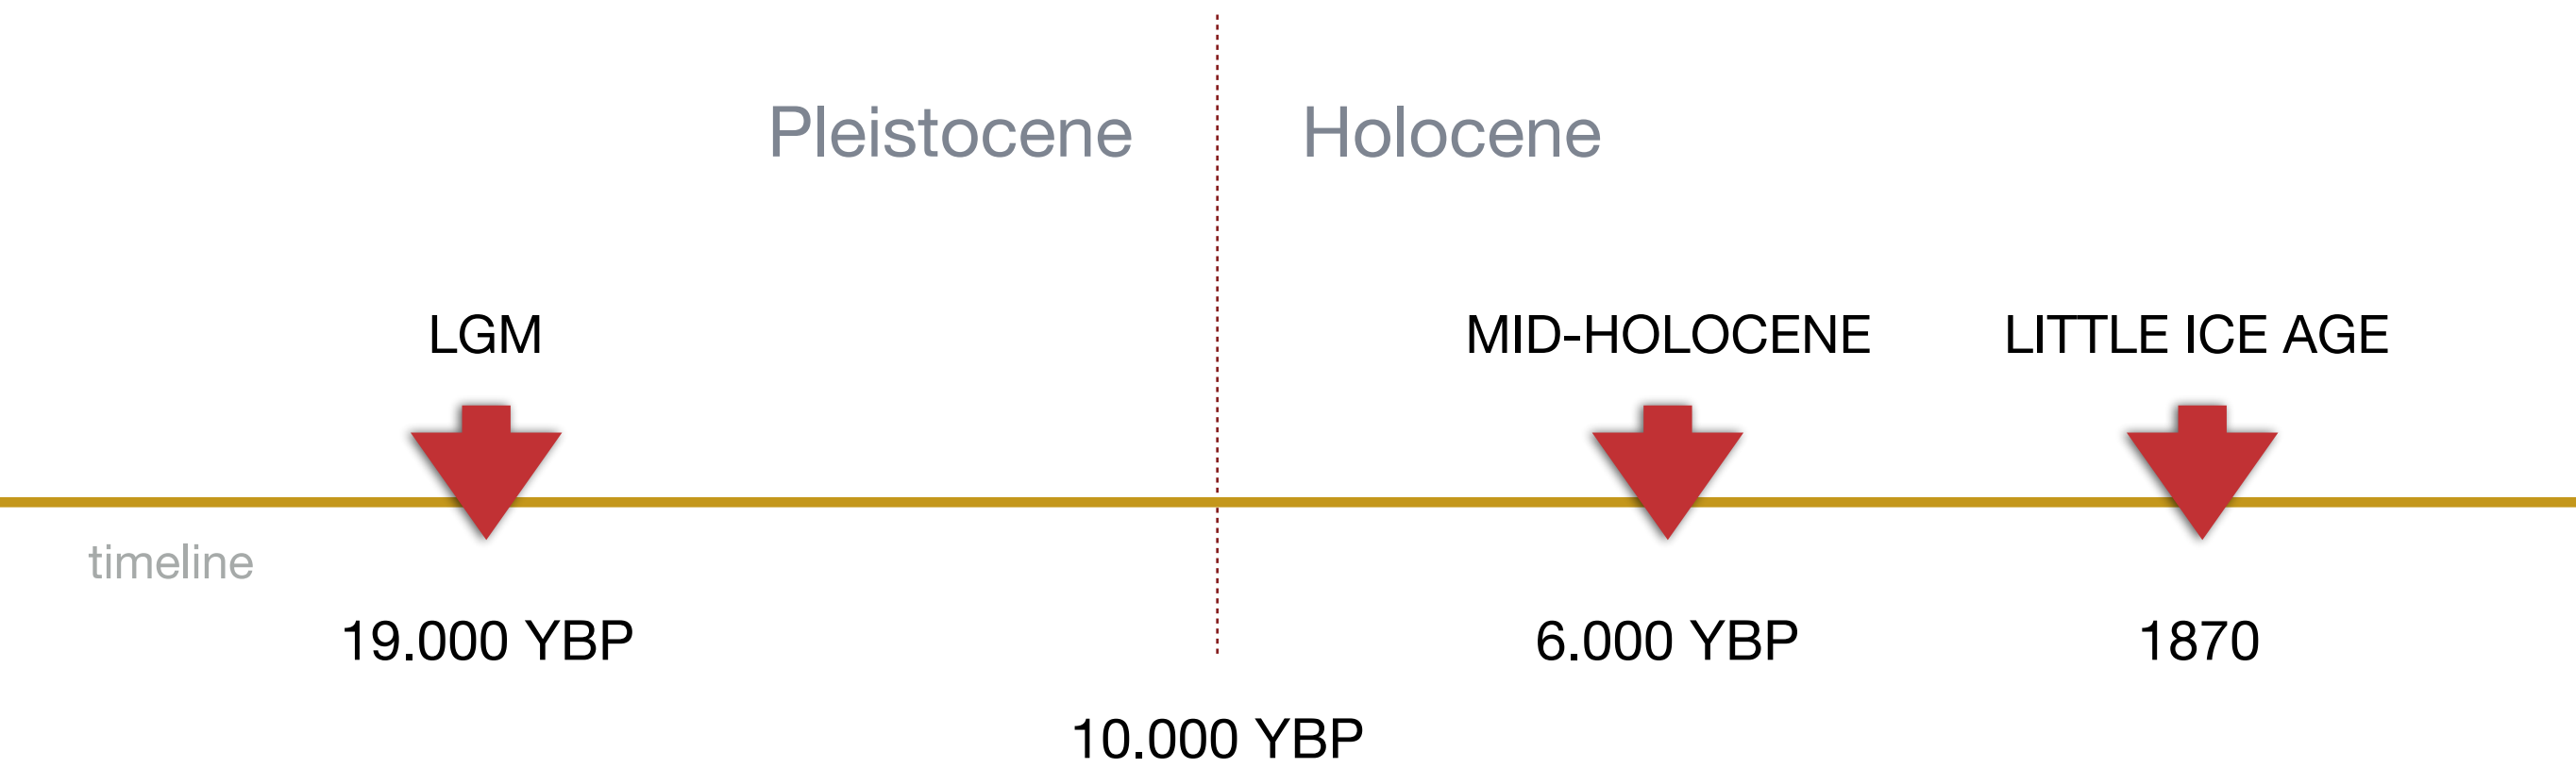 Pleistocene
Holocene
LGM
MID-HOLOCENE
LITTLE ICE AGE
timeline
19.000 YBP
6.000 YBP
1870
10.000 YBP